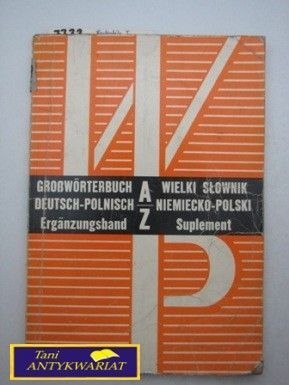 GROßWÖRTERBUCH
DEUTSCH-POLNISCH
Ergänzungsband
A
Z
WIELKI SŁOWNIK
NIEMIECKO-POLSKI
Suplement
Tani
ANTYKWARIAT